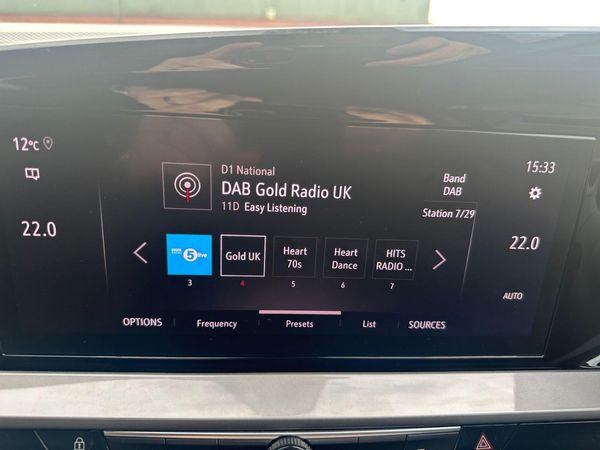 12°C
22.0
D1 National
DAB Gold Radio UK
11D Easy Listening
Band
DAB
Station 7/29
15:33
22.0
AUTO
5 live
Gold UK
Heart
70s
Heart
Dance
HITS
RADIO ...
3
4
5
6
7
OPTIONS
Frequency
Presets
List
SOURCES